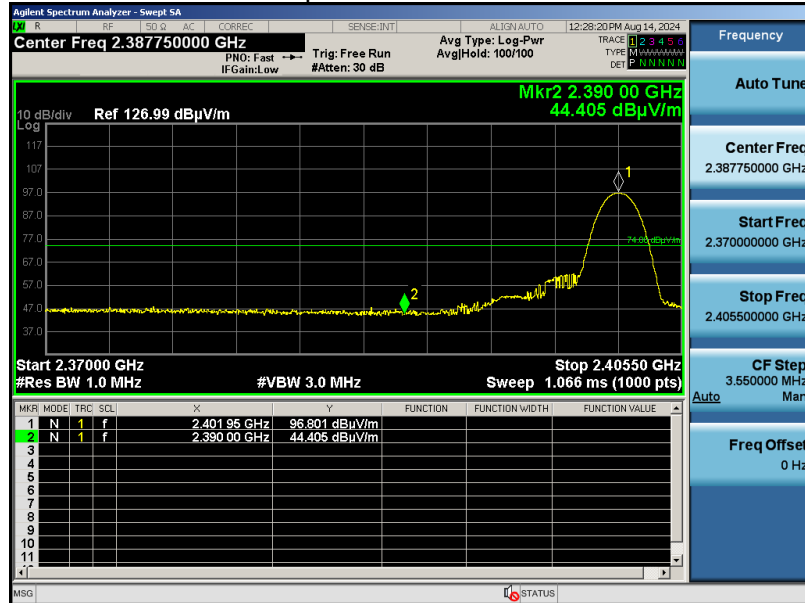 Agilent Spectrum Analyzer - Swept SA
LXI R RF 50 Ω AC CORREC SENSE:INT ALIGN AUTO 12:28:20 PM Aug 14, 2024
Center Freq 2.387750000 GHz
PNO: Fast
IFGain:Low
Trig: Free Run
#Atten: 30 dB
Avg Type: Log-Pwr
Avg|Hold: 100/100
TRACE 1 2 3 4 5 6
TYPE M
DET P N N N N N
Mkr2 2.390 00 GHz
44.405 dBµV/m
10 dB/div Ref 126.99 dBµV/m
Log
117
107
97.0
87.0
77.0
67.0
57.0
47.0
37.0
1
2
74.00 dBµV/m
Start 2.37000 GHz Stop 2.40550 GHz
#Res BW 1.0 MHz #VBW 3.0 MHz Sweep 1.066 ms (1000 pts)
MKR MODE TRC SCL X Y FUNCTION FUNCTION WIDTH FUNCTION VALUE
1 N 1 f 2.401 95 GHz 96.801 dBµV/m
2 N 1 f 2.390 00 GHz 44.405 dBµV/m
3
4
5
6
7
8
9
10
11
MSG STATUS
Frequency
Auto Tune
Center Freq
2.387750000 GHz
Start Freq
2.370000000 GHz
Stop Freq
2.405500000 GHz
CF Step
3.550000 MHz
Auto Man
Freq Offset
0 Hz